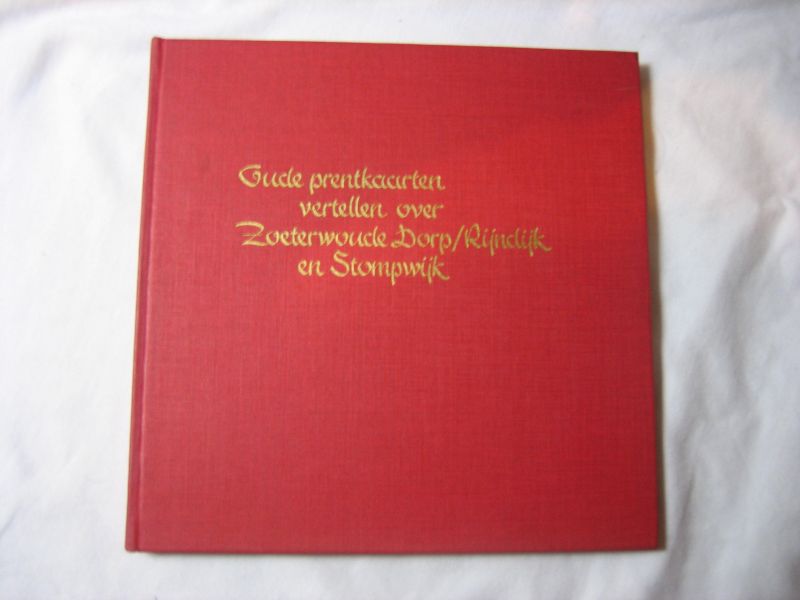 Oude prentkaarten
vertellen over
Zoeterwoude Dorp/Rijndijk
en Stompwijk